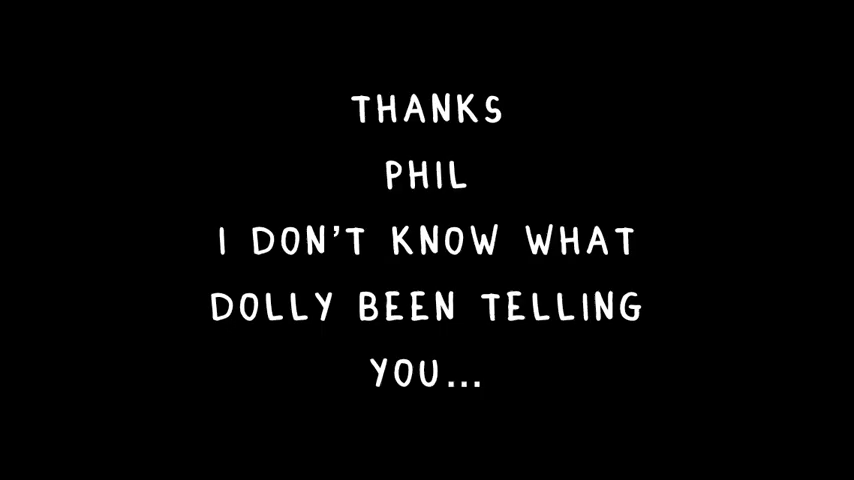 THANKS
PHIL
I DON'T KNOW WHAT
DOLLY BEEN TELLING
YOU...